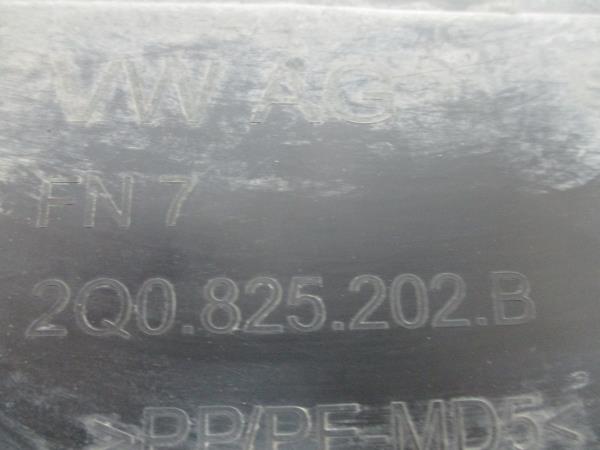 VW AG
FN 7
2Q0.825.202.B
>PP/PE-MD5<